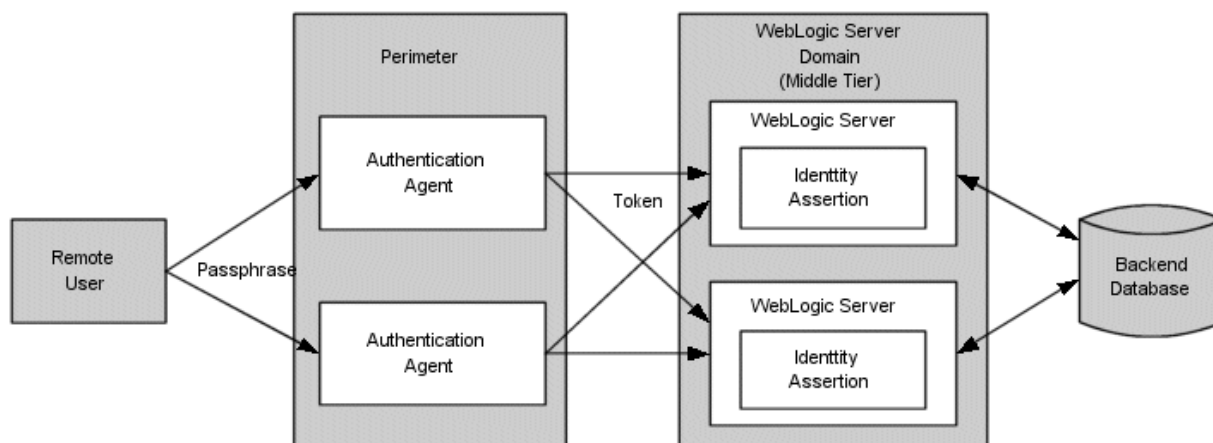 Perimeter
WebLogic Server
Domain
(Middle Tier)
WebLogic Server
Authentication
Agent
Identtity
Assertion
Token
Remote
User
Passphrase
Backend
Database
WebLogic Server
Authentication
Agent
Identtity
Assertion